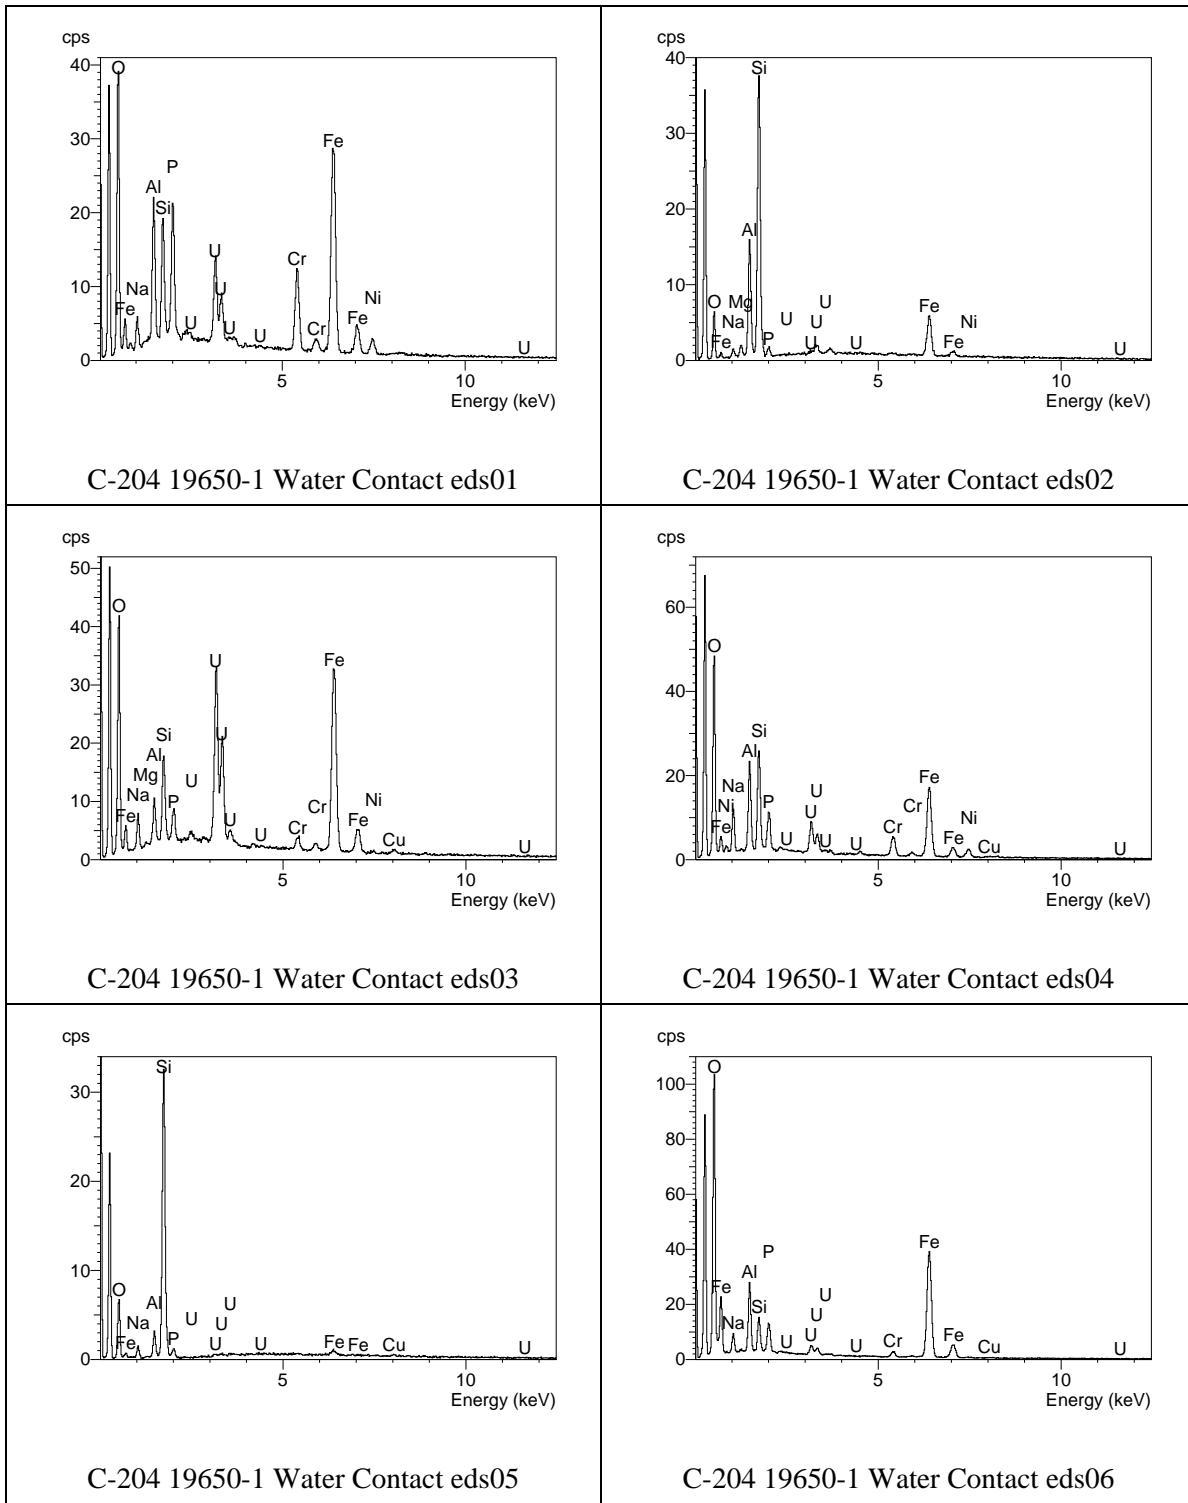 cps
40
O
30
Fe
P
Al
20
Si
U
Cr
10
U
Na
Ni
Fe
U
U
U
Cr
Fe
U
0
5
10
Energy (keV)
C-204 19650-1 Water Contact eds01
cps
40
Si
30
20
Al
10
O
Mg
U
Fe
Na
U
U
Ni
Fe
P
U
U
Fe
U
0
5
10
Energy (keV)
C-204 19650-1 Water Contact eds02
cps
50
O
40
U
Fe
30
Si
U
20
Al
Mg
U
10
Na
P
Cr
Ni
Fe
U
U
Cr
Fe
Cu
U
0
5
10
Energy (keV)
C-204 19650-1 Water Contact eds03
cps
60
O
40
Si
Al
20
Na
U
Fe
Ni
P
U
Cr
Ni
Fe
U
U
U
Cr
Fe
Cu
U
0
5
10
Energy (keV)
C-204 19650-1 Water Contact eds04
cps
Si
30
20
10
O
Al
U
Na
U
U
Fe
P
U
U
Fe
Fe
Cu
U
0
5
10
Energy (keV)
C-204 19650-1 Water Contact eds05
cps
O
100
80
60
40
P
Fe
Al
Fe
U
20
Si
U
Na
U
U
U
Cr
Fe
Cu
U
0
5
10
Energy (keV)
C-204 19650-1 Water Contact eds06